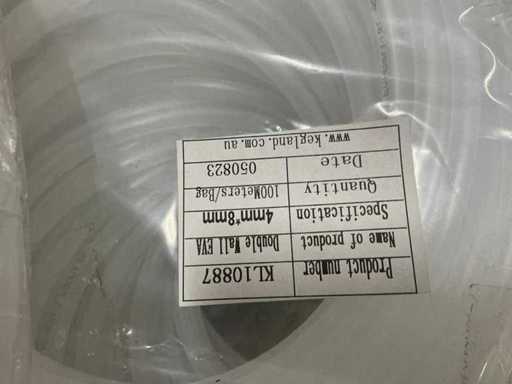 Product number KL10887
Name of product Double Wall EVA
Specification 4mm*8mm
Quantity 100Meters/Bag
Date 050823
www.kegland.com.au